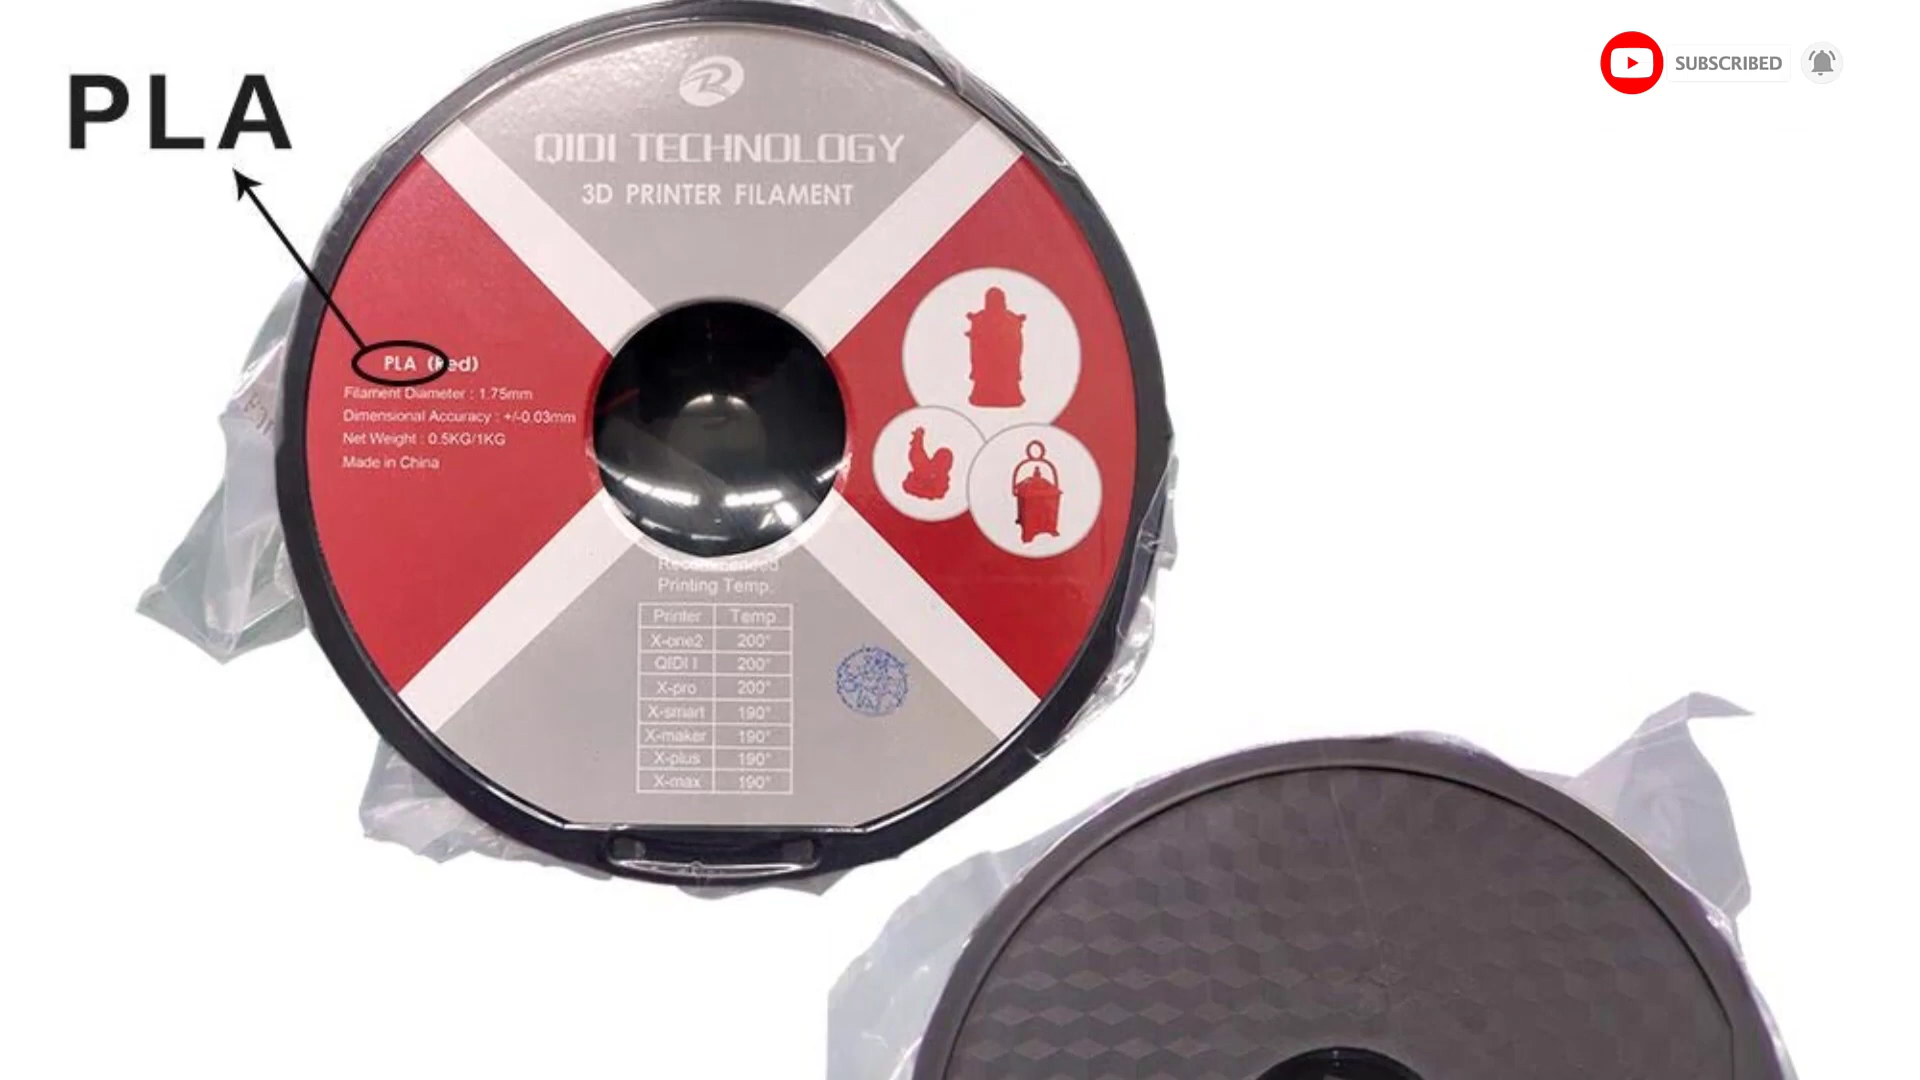 SUBSCRIBED
PLA
QIDI TECHNOLOGY
3D PRINTER FILAMENT
PLA (Red)
Filament Diameter : 1.75mm
Dimensional Accuracy : +/-0.03mm
Net Weight : 0.5KG/1KG
Made in China
Recommended
Printing Temp.
Printer Temp
X-one2 200°
QIDI I 200°
X-pro 200°
X-smart 190°
X-maker 190°
X-plus 190°
X-max 190°